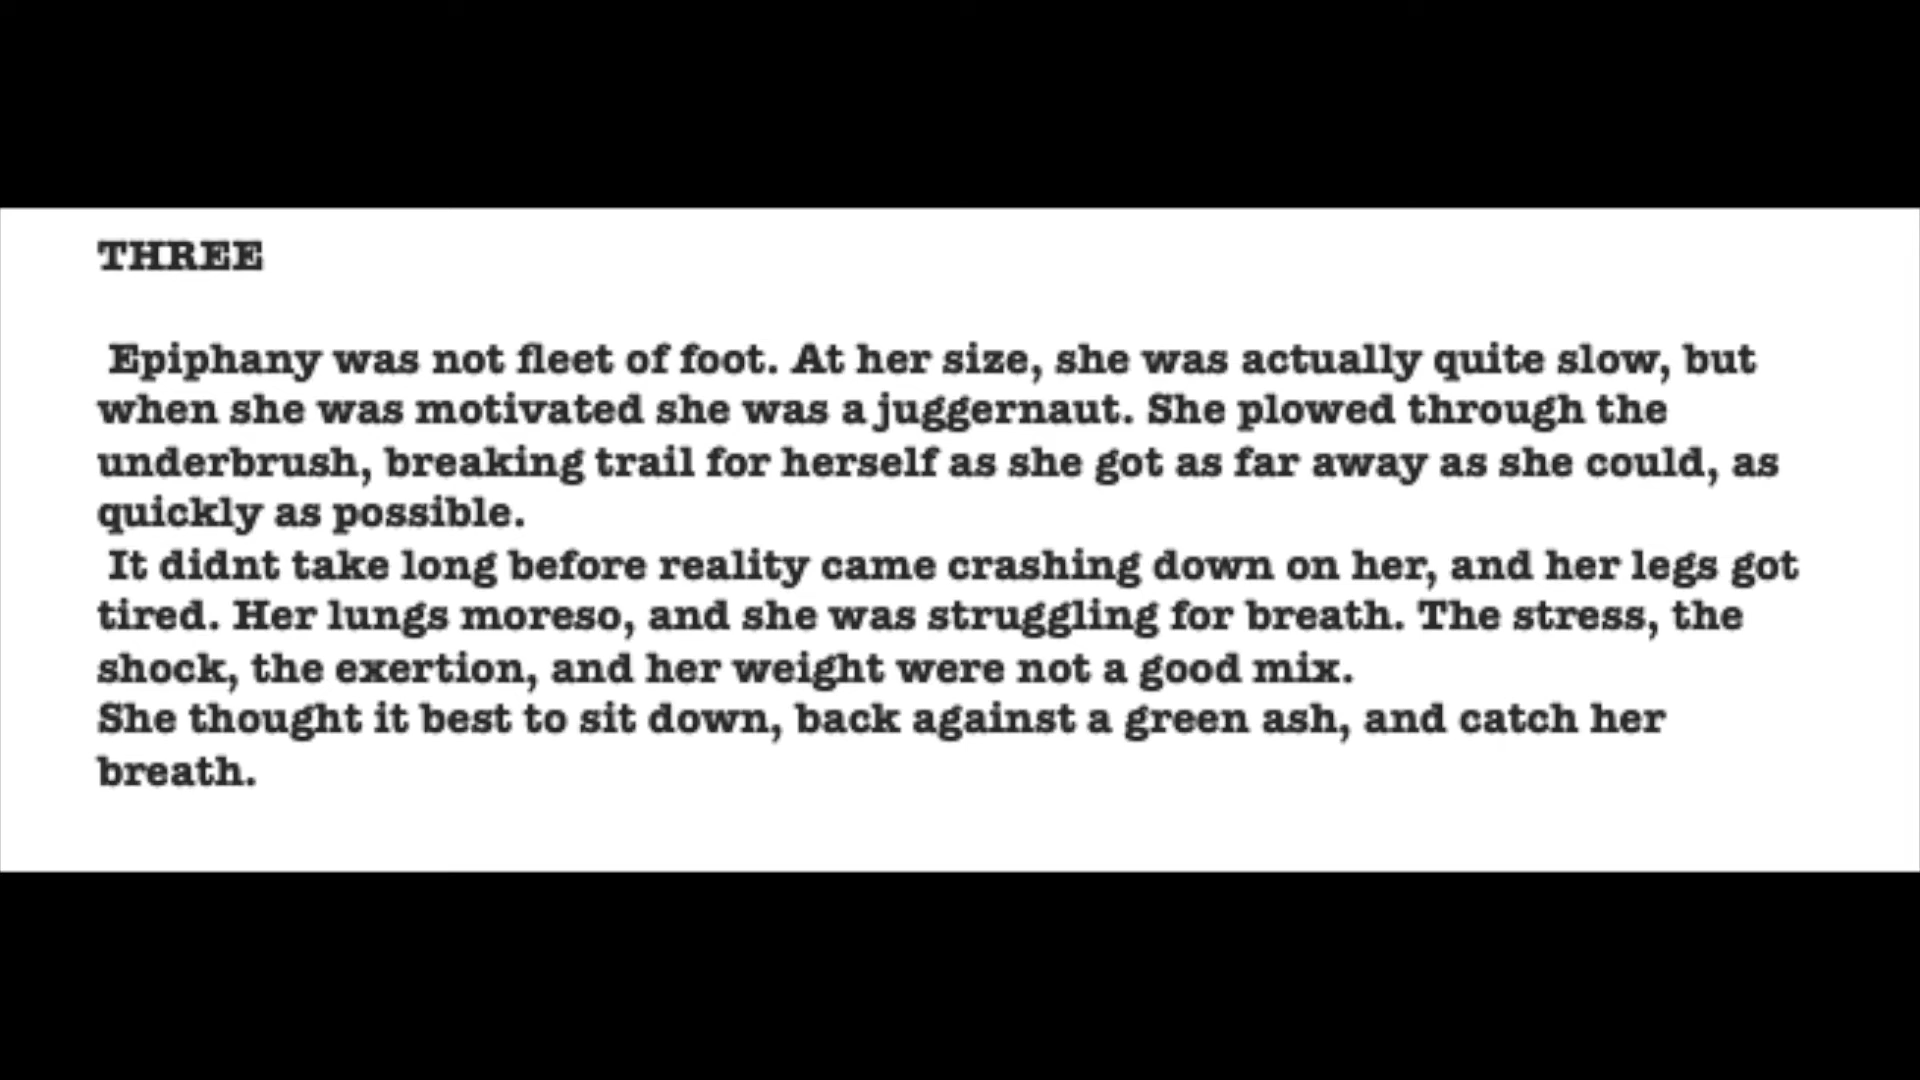 THREE
Epiphany was not fleet of foot. At her size, she was actually quite slow, but
when she was motivated she was a juggernaut. She plowed through the
underbrush, breaking trail for herself as she got as far away as she could, as
quickly as possible.
It didnt take long before reality came crashing down on her, and her legs got
tired. Her lungs moreso, and she was struggling for breath. The stress, the
shock, the exertion, and her weight were not a good mix.
She thought it best to sit down, back against a green ash, and catch her
breath.